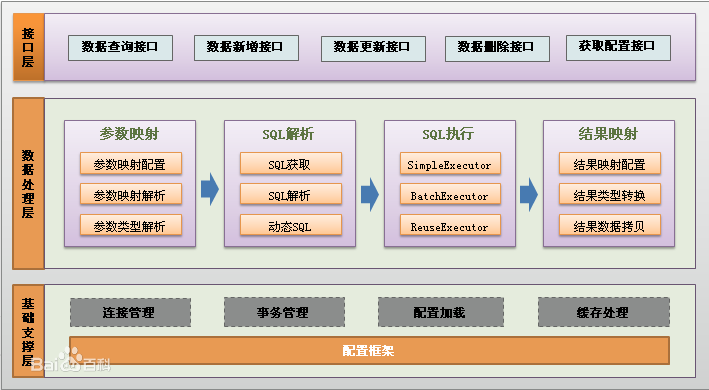 接口层
数据查询接口
数据新增接口
数据更新接口
数据删除接口
获取配置接口
数据处理层
参数映射
参数映射配置
参数映射解析
参数类型解析
SQL解析
SQL获取
SQL解析
动态SQL
SQL执行
SimpleExecutor
BatchExecutor
ReuseExecutor
结果映射
结果映射配置
结果类型转换
结果数据拷贝
基础支撑层
连接管理
事务管理
配置加载
缓存处理
配置框架
Bai百科